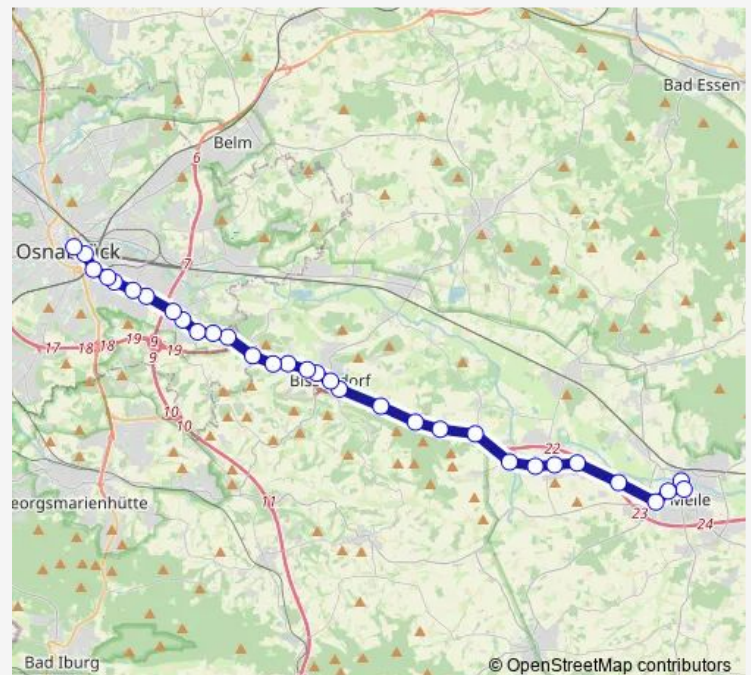 Bad Essen
Belm
6
Osnabrück
7
17
18
18
19
9
9
19
10
10
Bissendorf
22
eorgsmarienhütte
11
Melle
23
24
Bad Iburg
© OpenStreetMap contributors